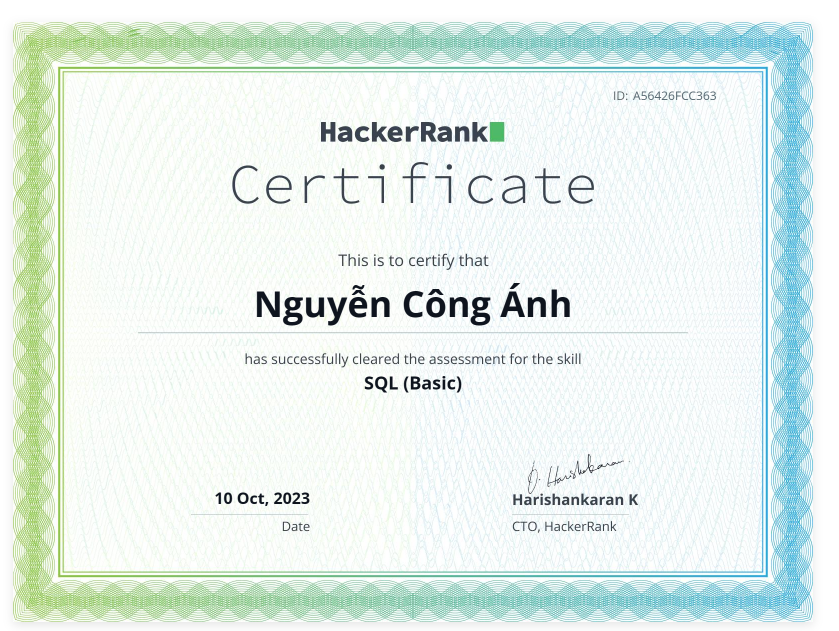 ID: A56426FCC363
HackerRank
Certificate
This is to certify that
Nguyễn Công Ánh
has successfully cleared the assessment for the skill
SQL (Basic)
10 Oct, 2023
Date
Harishankaran K
CTO, HackerRank